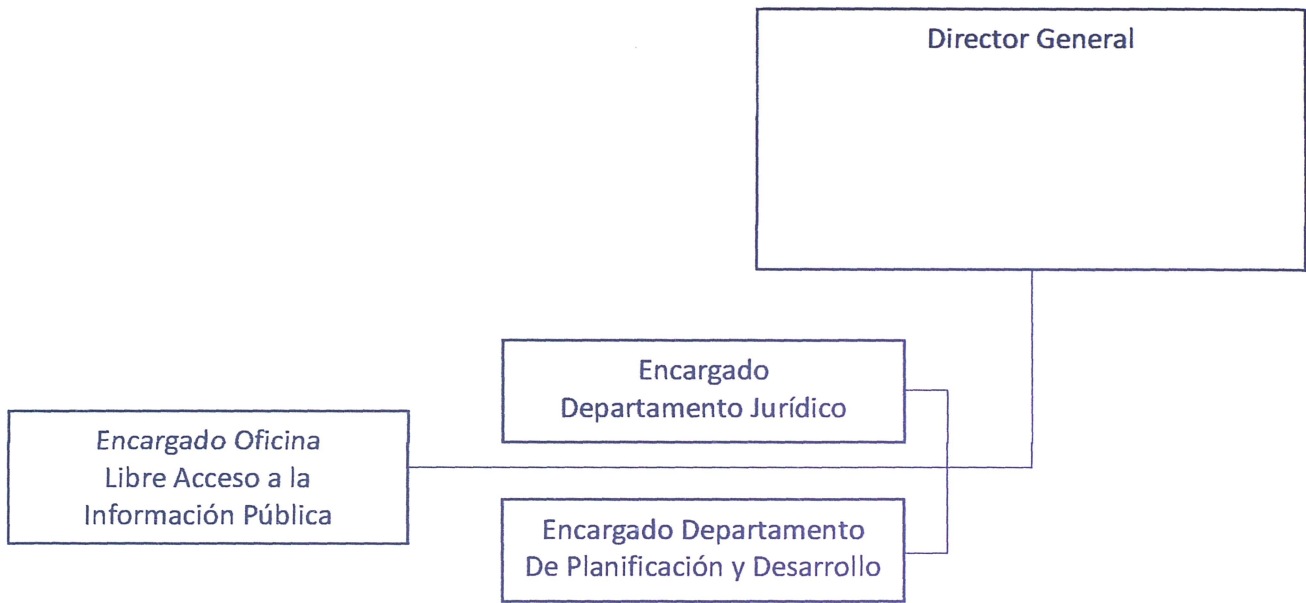 Director General
Encargado
Departamento Jurídico
Encargado Oficina
Libre Acceso a la
Información Pública
Encargado Departamento
De Planificación y Desarrollo